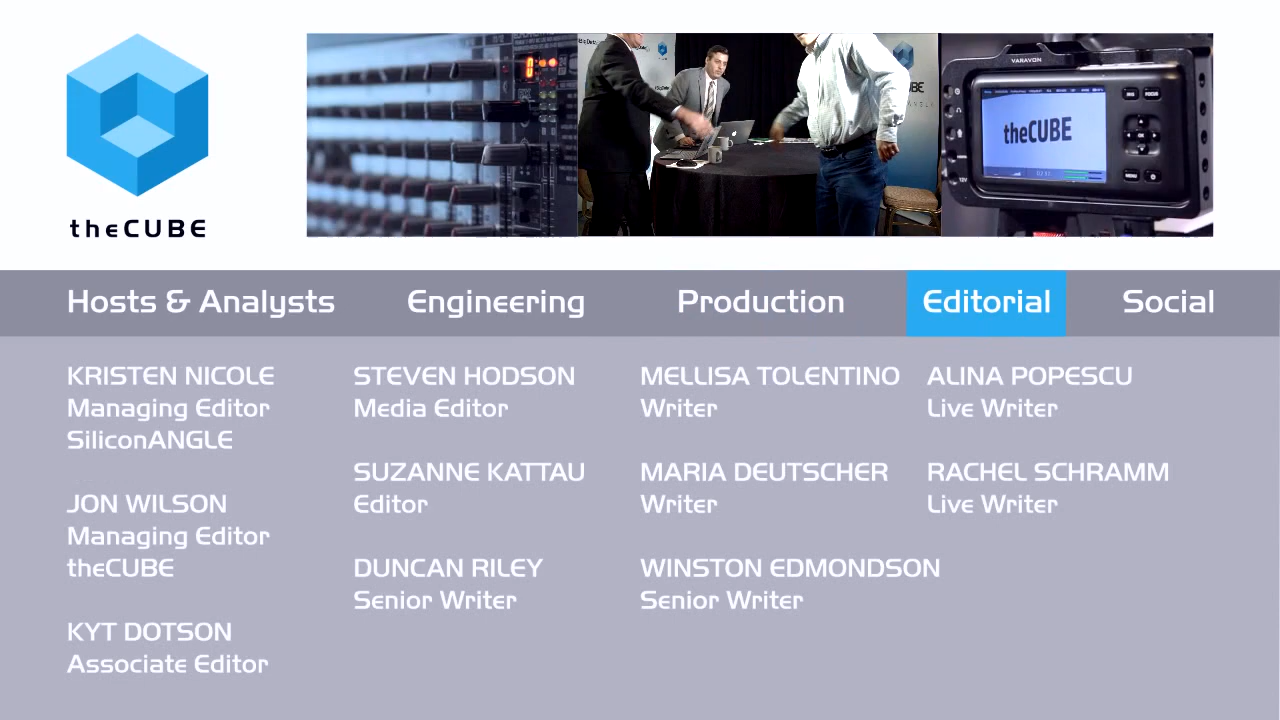 theCUBE
VARAVON
theCUBE
Hosts & Analysts
Engineering
Production
Editorial
Social
KRISTEN NICOLE
Managing Editor
SiliconANGLE
JON WILSON
Managing Editor
theCUBE
KYT DOTSON
Associate Editor
STEVEN HODSON
Media Editor
SUZANNE KATTAU
Editor
DUNCAN RILEY
Senior Writer
MELLISA TOLENTINO
Writer
MARIA DEUTSCHER
Writer
WINSTON EDMONDSON
Senior Writer
ALINA POPESCU
Live Writer
RACHEL SCHRAMM
Live Writer